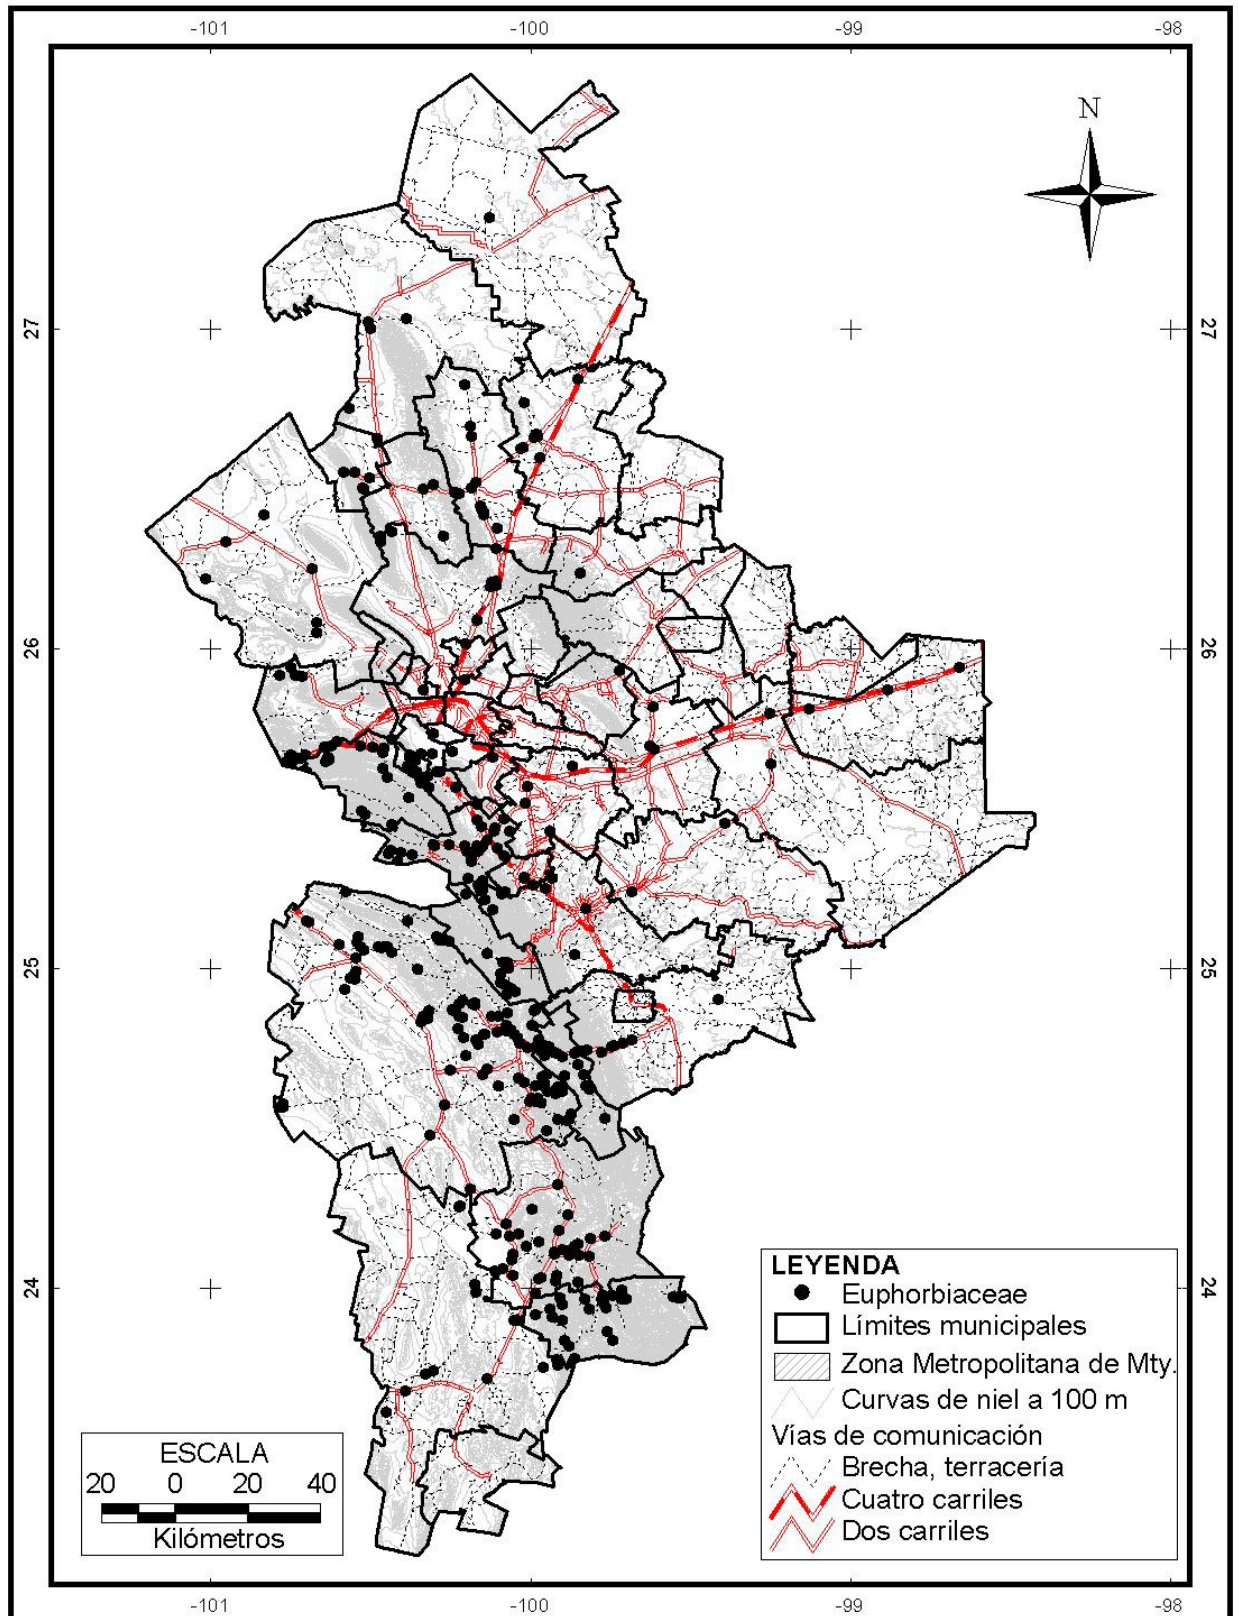 -101 -100 -99 -98
N
27 27
26 26
25 25
24 24
LEYENDA
Euphorbiaceae
Límites municipales
Zona Metropolitana de Mty.
Curvas de niel a 100 m
Vías de comunicación
Brecha, terracería
Cuatro carriles
Dos carriles
ESCALA
20 0 20 40
Kilómetros
-101 -100 -99 -98